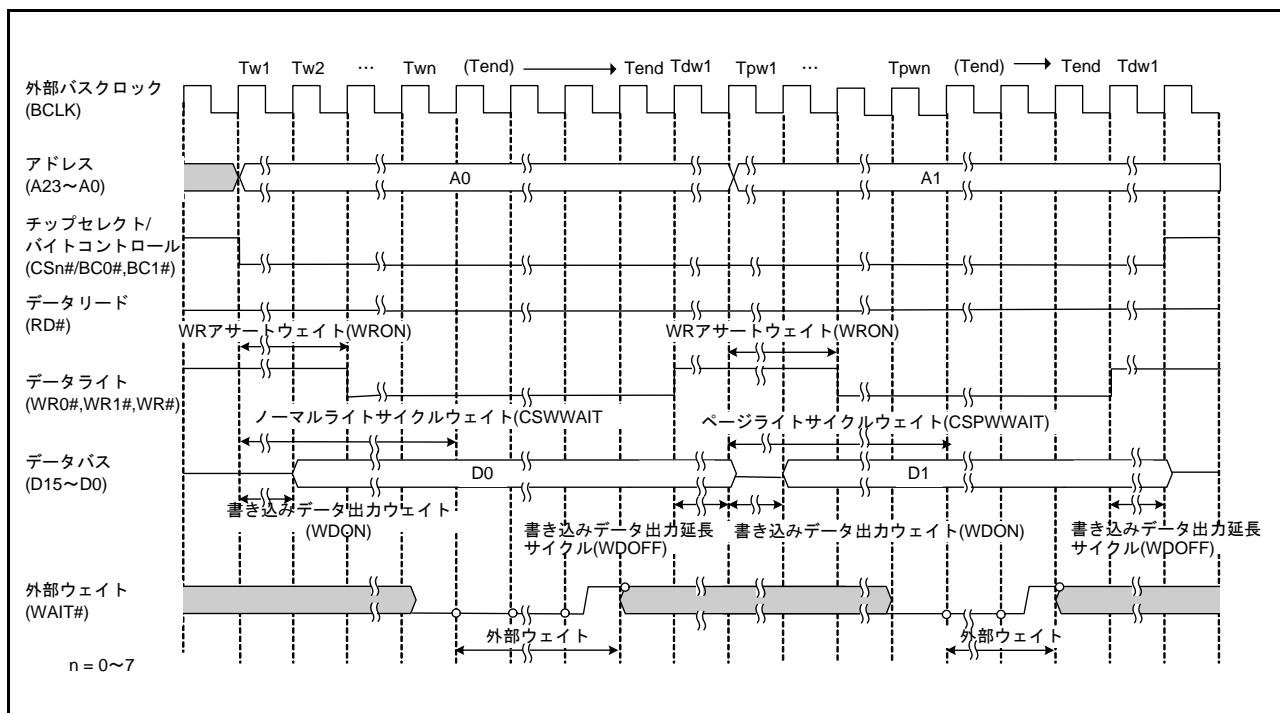 Tw1 Tw2 … Twn (Tend) Tend Tdw1 Tpw1 … Tpwn (Tend) Tend Tdw1
外部バスクロック
(BCLK)
アドレス
(A23～A0)
A0 A1
チップセレクト/
バイトコントロール
(CSn#/BC0#,BC1#)
データリード
(RD#)
WRアサートウェイト(WRON) WRアサートウェイト(WRON)
データライト
(WR0#,WR1#,WR#)
ノーマルライトサイクルウェイト(CSWWAIT ページライトサイクルウェイト(CSPWWAIT)
データバス
(D15～D0)
D0 D1
書き込みデータ出力ウェイト
(WDON)
書き込みデータ出力延長
サイクル(WDOFF)
書き込みデータ出力ウェイト(WDON)
書き込みデータ出力延長
サイクル(WDOFF)
外部ウェイト
(WAIT#)
外部ウェイト 外部ウェイト
n = 0～7